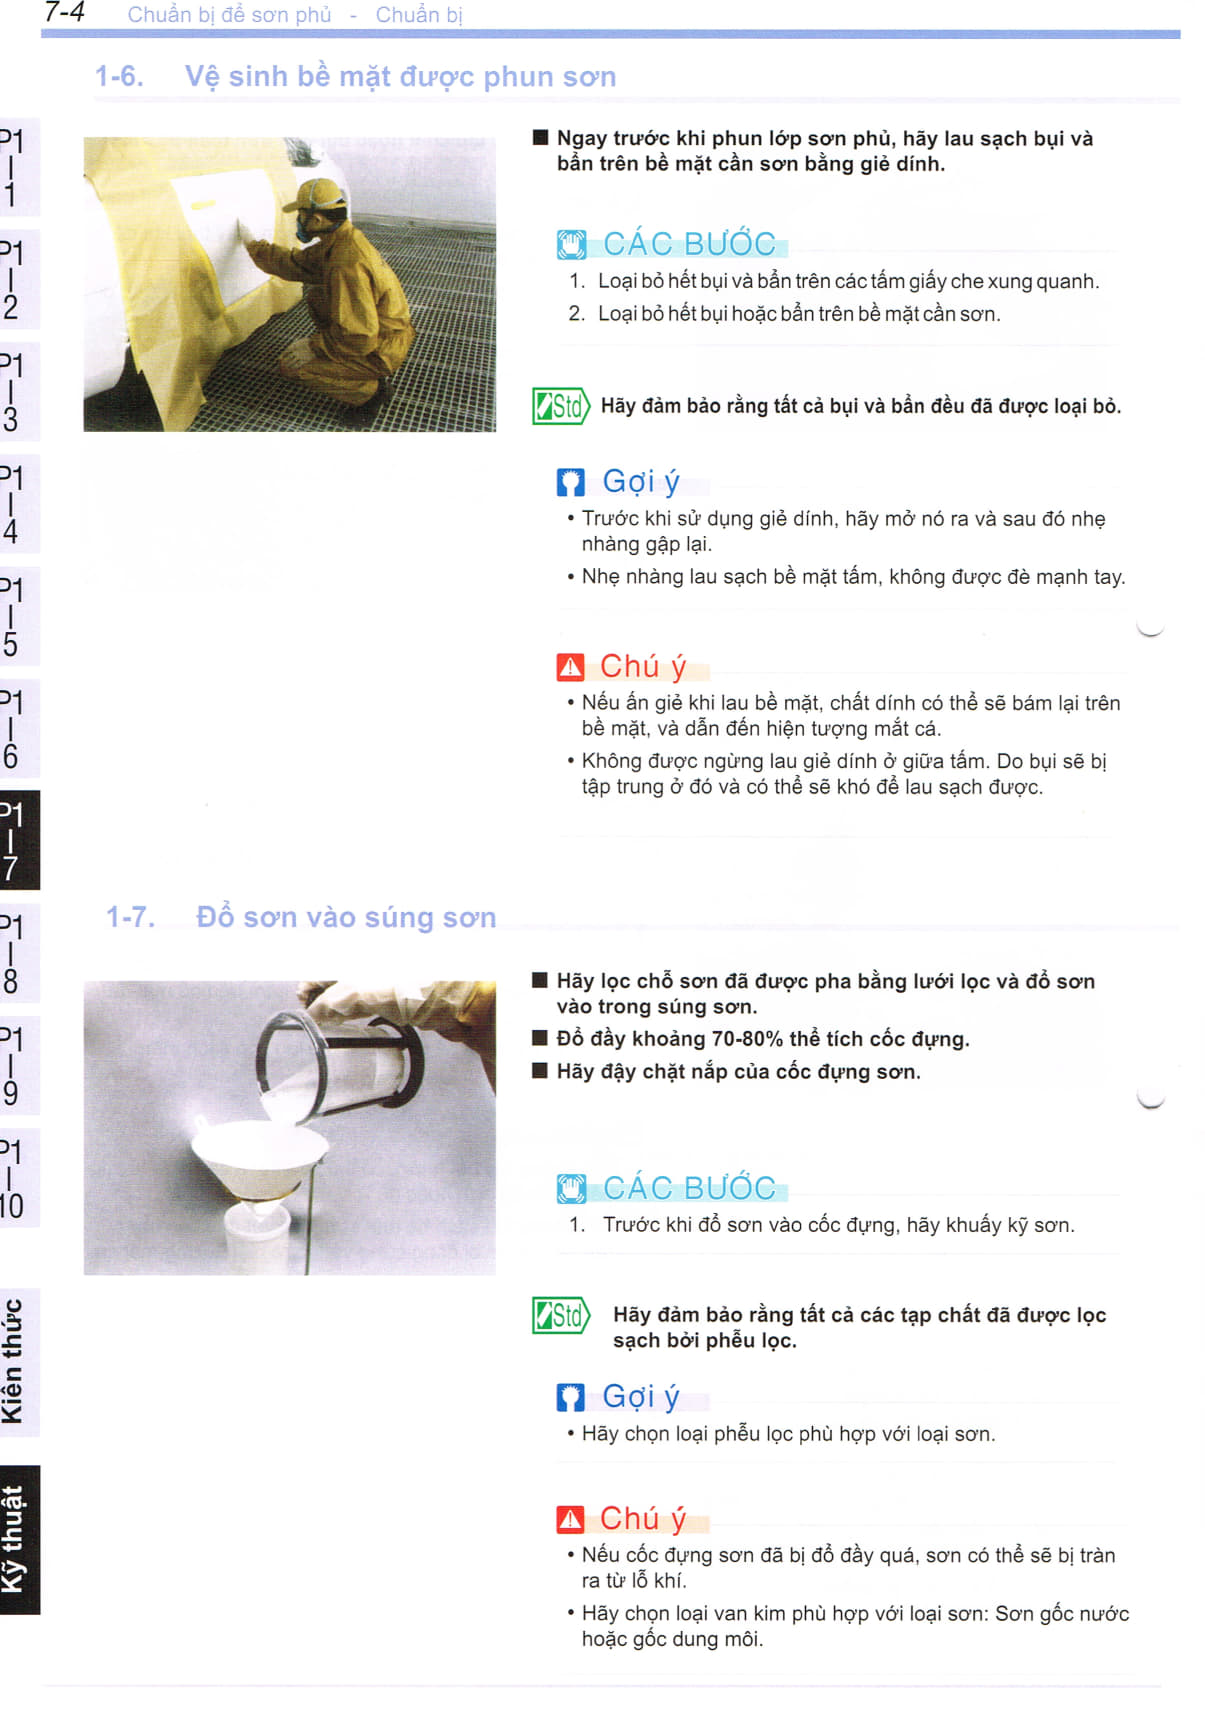 7-4 Chuẩn bị để sơn phủ - Chuẩn bị
1-6. Vệ sinh bề mặt được phun sơn
■ Ngay trước khi phun lớp sơn phủ, hãy lau sạch bụi và
bẩn trên bề mặt cần sơn bằng giẻ dính.
CÁC BƯỚC
1. Loại bỏ hết bụi và bẩn trên các tấm giấy che xung quanh.
2. Loại bỏ hết bụi hoặc bẩn trên bề mặt cần sơn.
Std Hãy đảm bảo rằng tất cả bụi và bẩn đều đã được loại bỏ.
Gợi ý
• Trước khi sử dụng giẻ dính, hãy mở nó ra và sau đó nhẹ
nhàng gập lại.
• Nhẹ nhàng lau sạch bề mặt tấm, không được đè mạnh tay.
Chú ý
• Nếu ấn giẻ khi lau bề mặt, chất dính có thể sẽ bám lại trên
bề mặt, và dẫn đến hiện tượng mắt cá.
• Không được ngừng lau giẻ dính ở giữa tấm. Do bụi sẽ bị
tập trung ở đó và có thể sẽ khó để lau sạch được.
1-7. Đổ sơn vào súng sơn
■ Hãy lọc chỗ sơn đã được pha bằng lưới lọc và đổ sơn
vào trong súng sơn.
■ Đổ đầy khoảng 70-80% thể tích cốc đựng.
■ Hãy đậy chặt nắp của cốc đựng sơn.
CÁC BƯỚC
1. Trước khi đổ sơn vào cốc đựng, hãy khuấy kỹ sơn.
Std Hãy đảm bảo rằng tất cả các tạp chất đã được lọc
sạch bởi phễu lọc.
Gợi ý
• Hãy chọn loại phễu lọc phù hợp với loại sơn.
Chú ý
• Nếu cốc đựng sơn đã bị đổ đầy quá, sơn có thể sẽ bị tràn
ra từ lỗ khí.
• Hãy chọn loại van kim phù hợp với loại sơn: Sơn gốc nước
hoặc gốc dung môi.
P1
1
P1
2
P1
3
P1
4
P1
5
P1
6
P1
7
P1
8
P1
9
P1
10
Kiên thức
Kỹ thuật